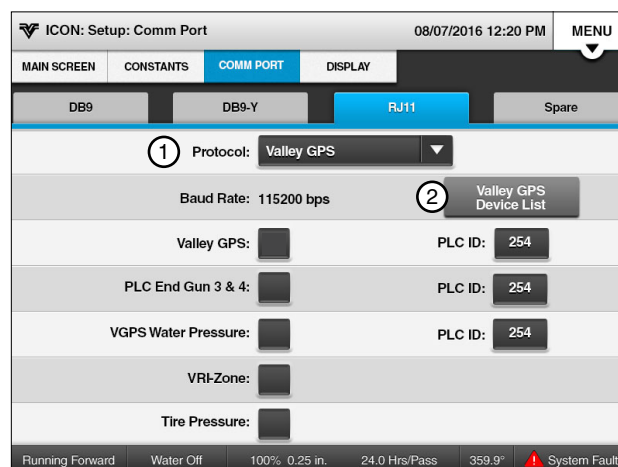 ICON: Setup: Comm Port 08/07/2016 12:20 PM MENU
MAIN SCREEN CONSTANTS COMM PORT DISPLAY
DB9 DB9-Y RJ11 Spare
1 Protocol: Valley GPS
Baud Rate: 115200 bps 2 Valley GPS
Device List
Valley GPS: PLC ID: 254
PLC End Gun 3 & 4: PLC ID: 254
VGPS Water Pressure: PLC ID: 254
VRI-Zone:
Tire Pressure:
Running Forward Water Off 100% 0.25 in. 24.0 Hrs/Pass 359.9° System Fault